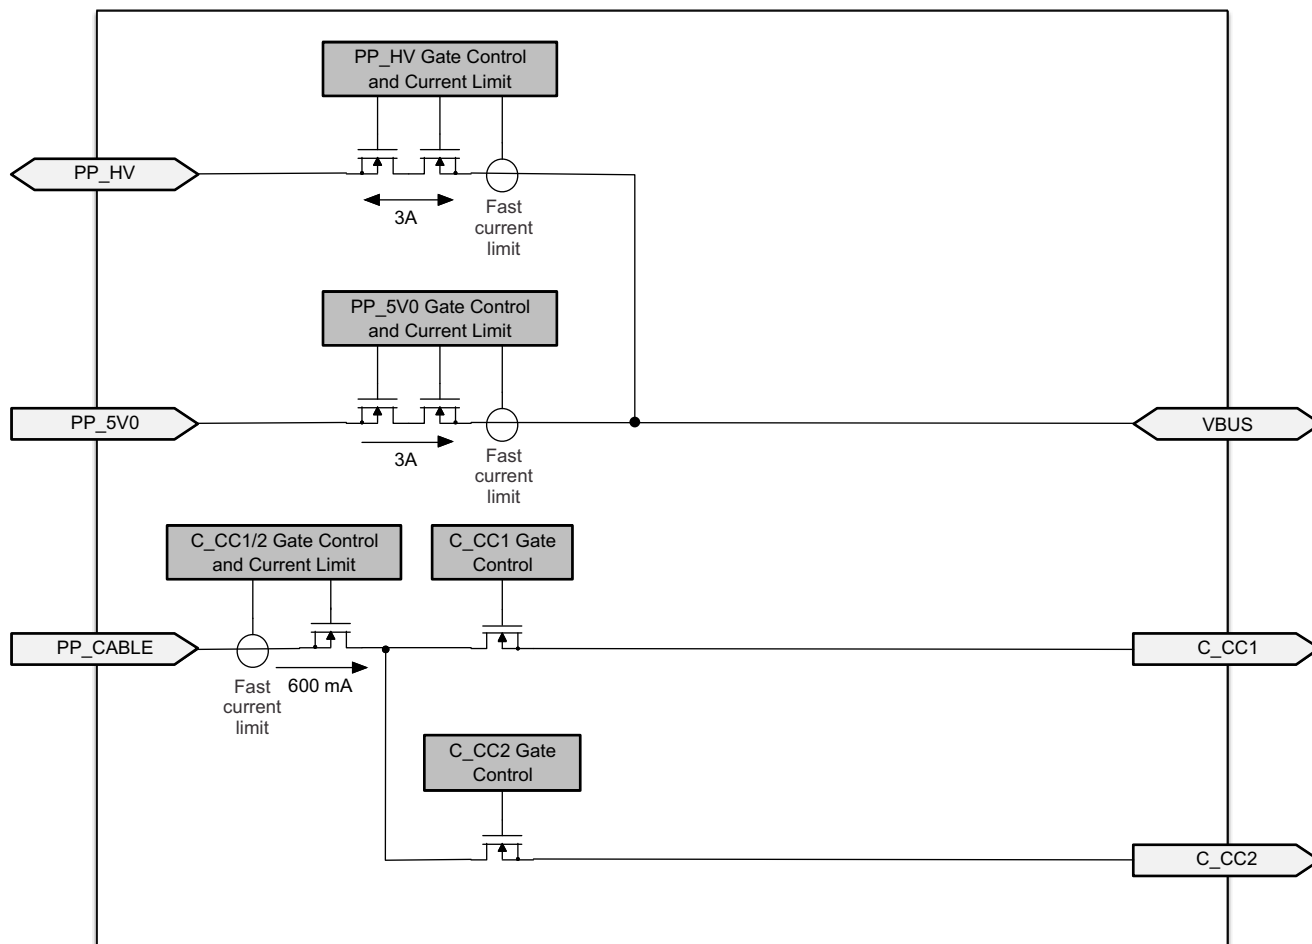 PP_HV Gate Control
and Current Limit
PP_HV
3A
Fast
current
limit
PP_5V0 Gate Control
and Current Limit
PP_5V0
3A
Fast
current
limit
VBUS
C_CC1/2 Gate Control
and Current Limit
C_CC1 Gate
Control
PP_CABLE
600 mA
Fast
current
limit
C_CC1
C_CC2 Gate
Control
C_CC2